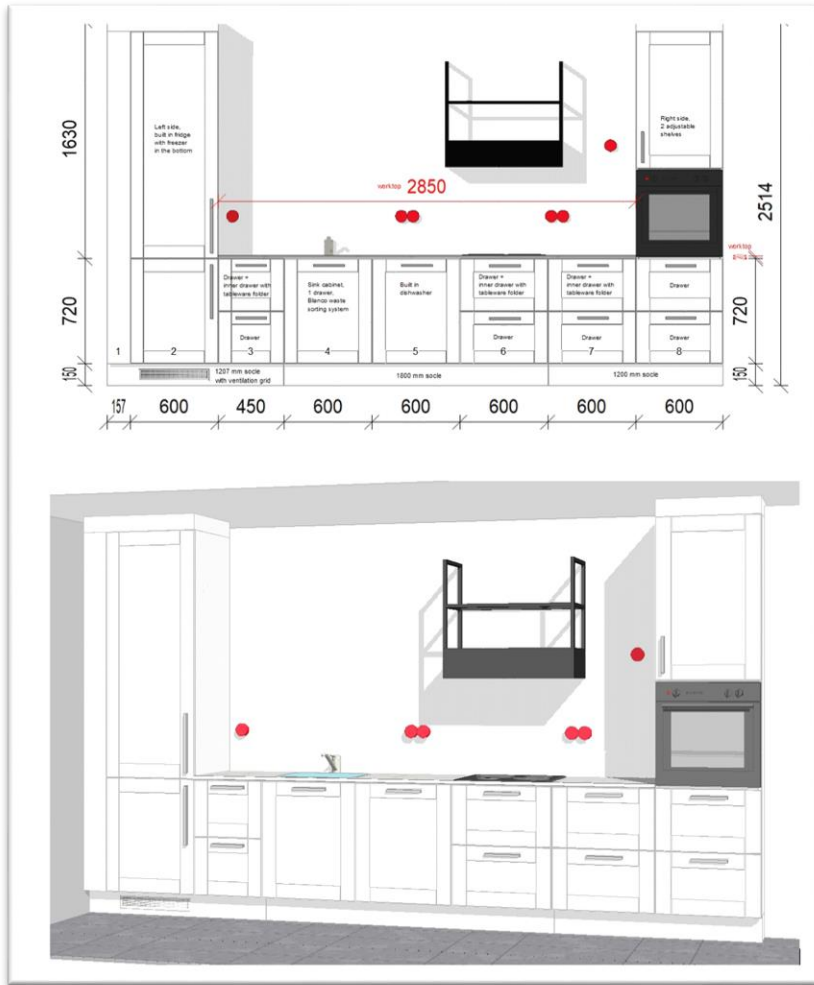 Left side,
built in fridge
with freezer
in the bottom
Right side,
2 adjustable
shelves
1630
worktop 2850
2514
worktop
Drawer +
inner drawer with
tableware folder
Sink cabinet,
1 drawer,
Blanco waste
sorting system
Built in
dishwasher
Drawer +
inner drawer with
tableware folder
Drawer +
inner drawer with
tableware folder
Drawer
720
720
Drawer
Drawer
Drawer
Drawer
1 2 3 4 5 6 7 8
150
1207 mm socle
with ventilation grid
1800 mm socle
1200 mm socle
150
157 600 450 600 600 600 600 600